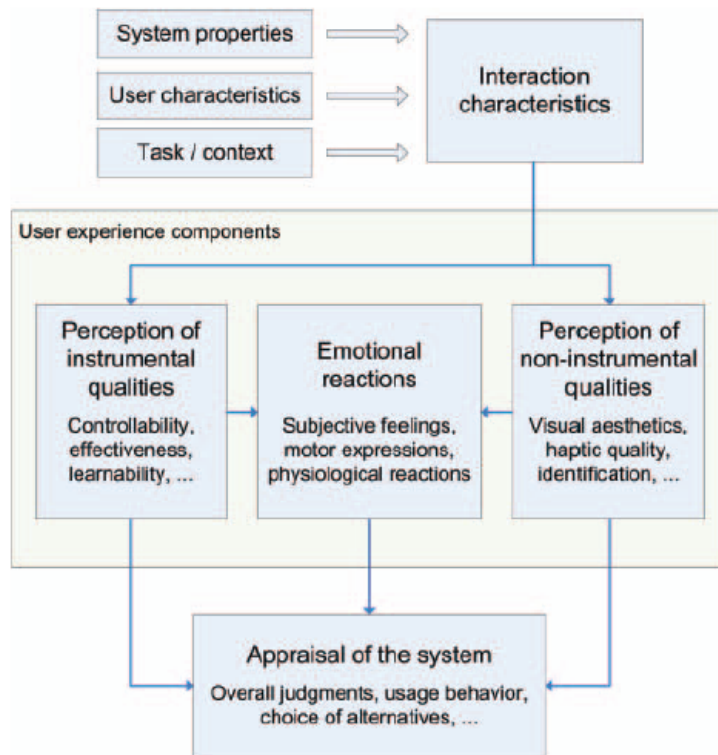 System properties
User characteristics
Task / context
Interaction
characteristics
User experience components
Perception of
instrumental
qualities
Controllability,
effectiveness,
learnability, ...
Emotional
reactions
Subjective feelings,
motor expressions,
physiological reactions
Perception of
non-instrumental
qualities
Visual aesthetics,
haptic quality,
identification, ...
Appraisal of the system
Overall judgments, usage behavior,
choice of alternatives, ...